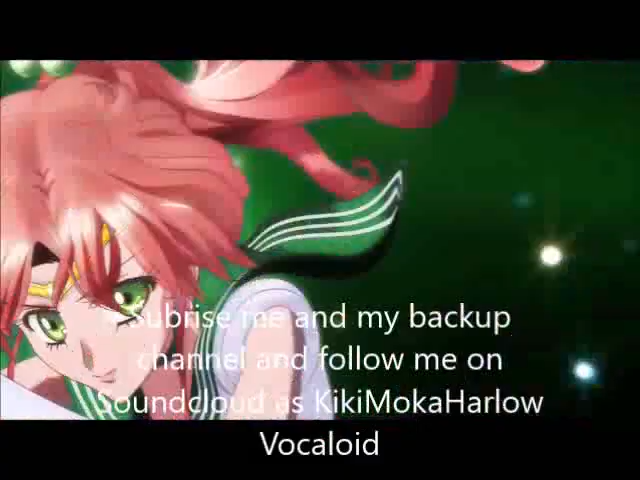 Subrise me and my backup
channel and follow me on
Soundcloud as KikiMokaHarlow
Vocaloid